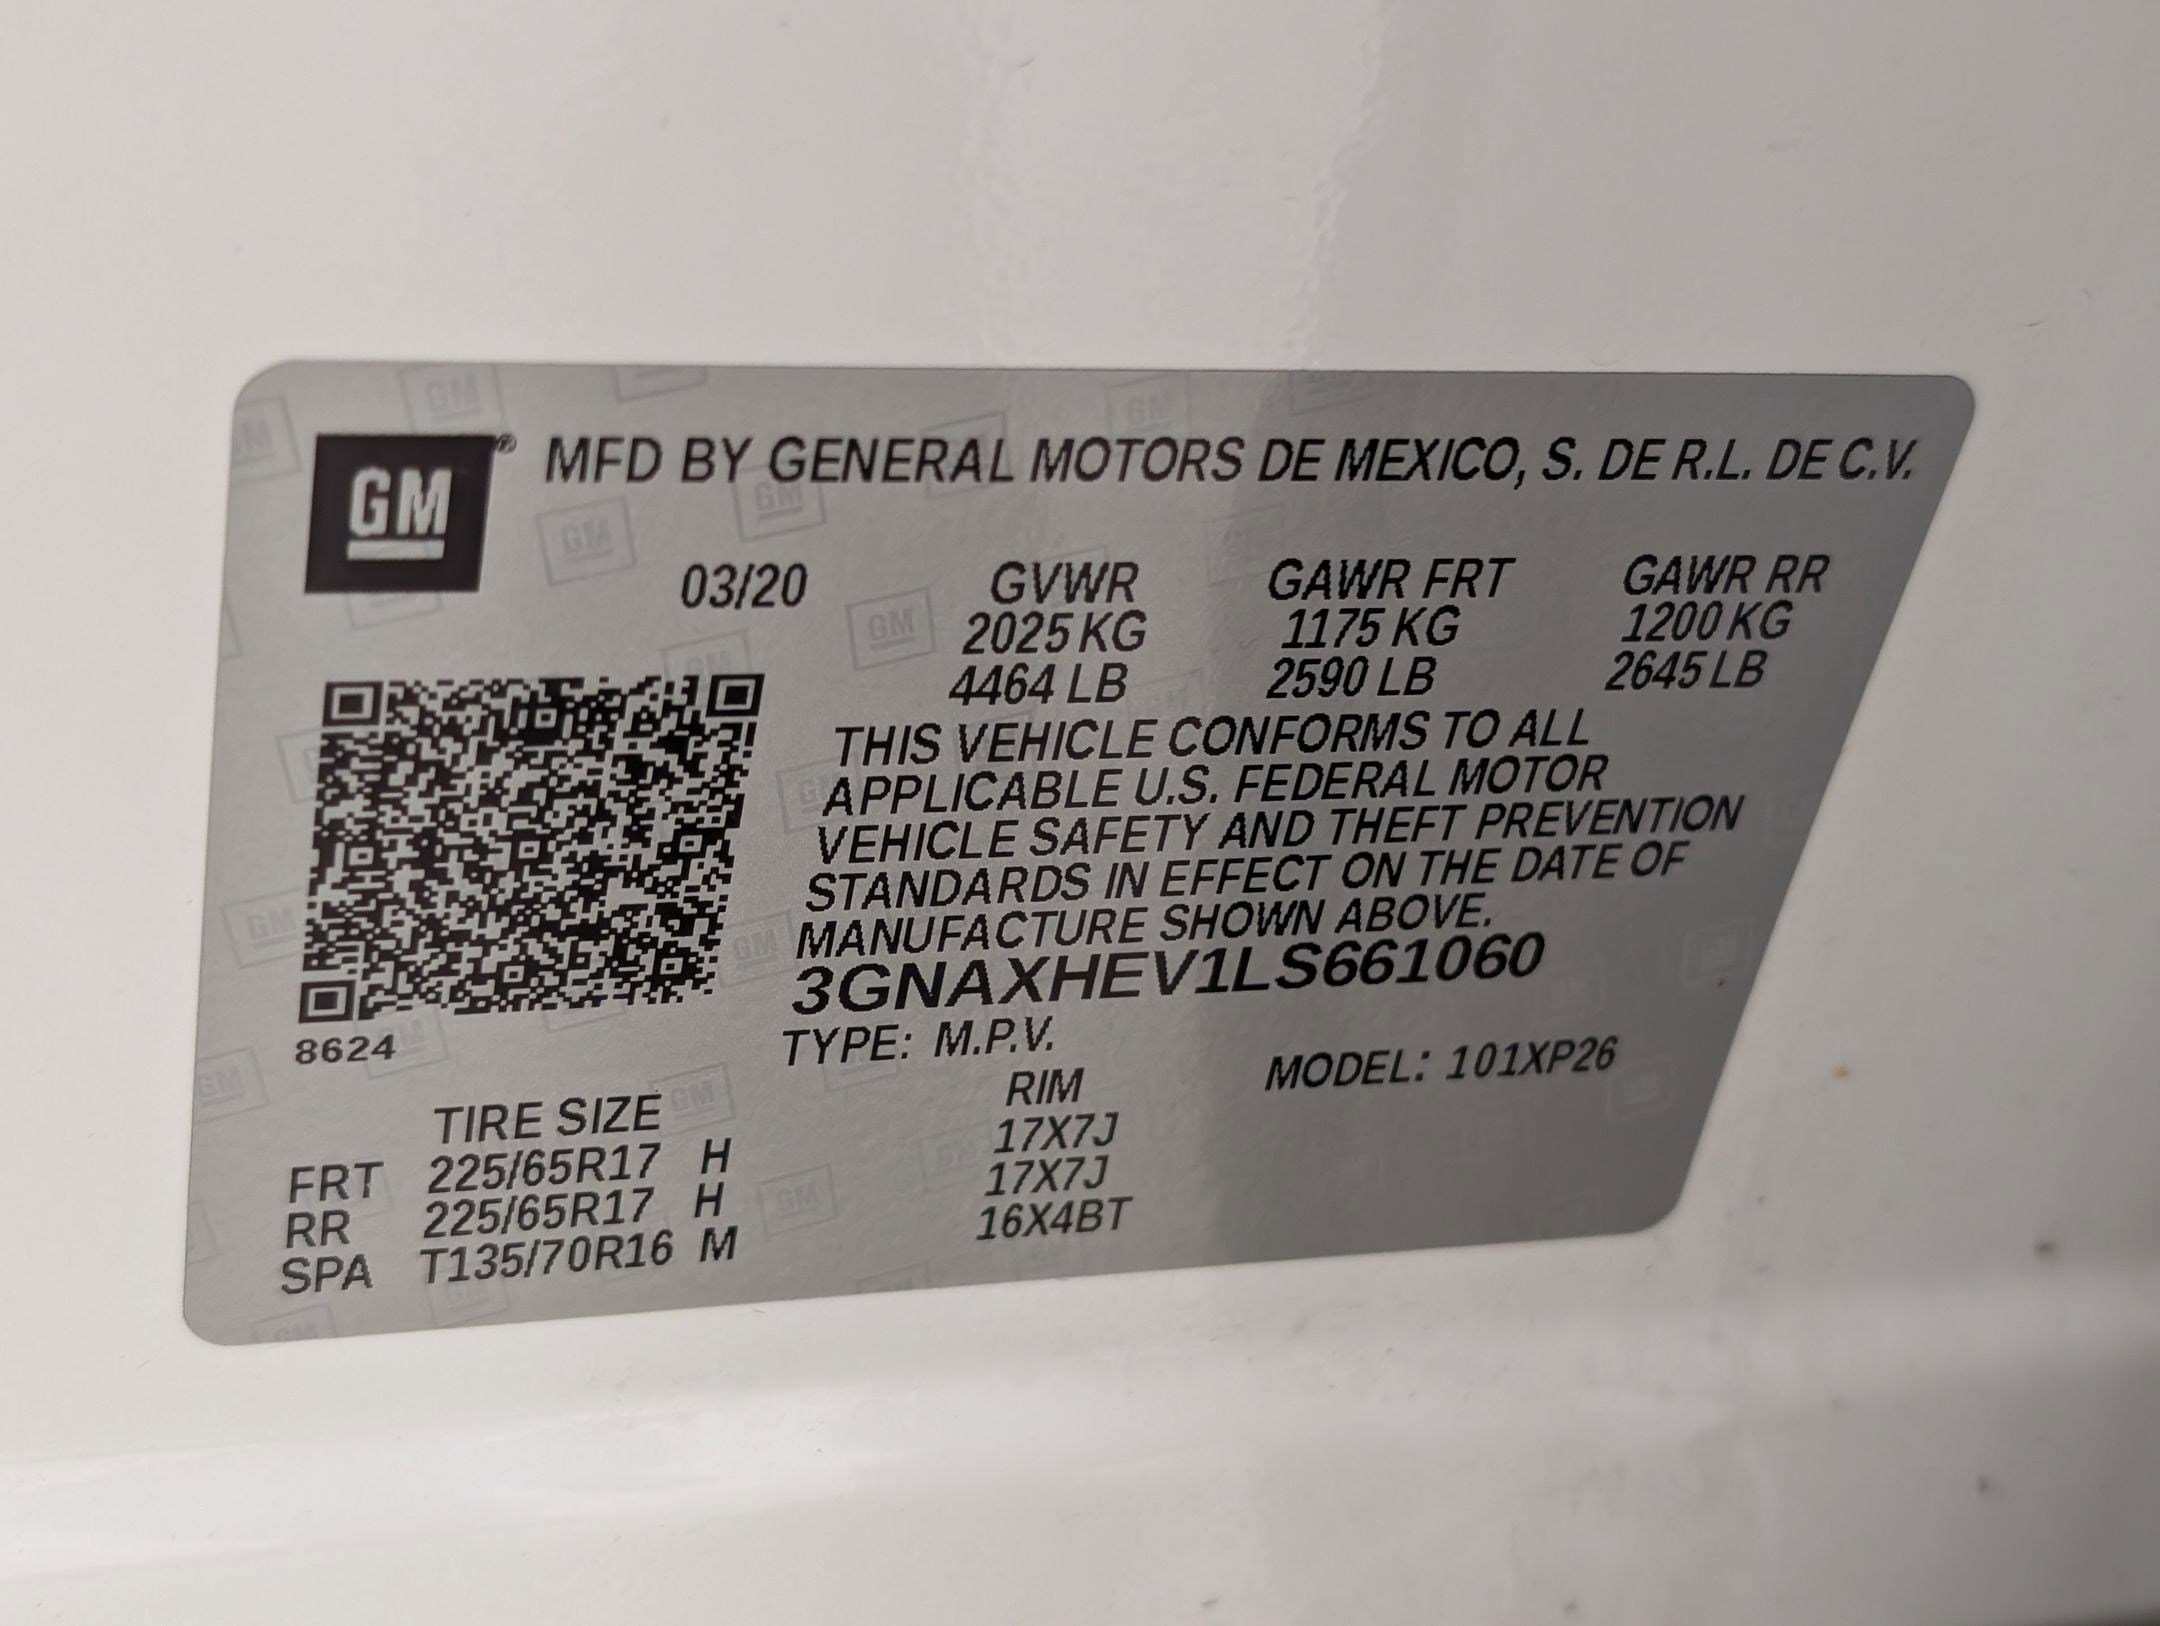 GM® MFD BY GENERAL MOTORS DE MEXICO, S. DE R.L. DE C.V.
03/20 GVWR GAWR FRT GAWR RR
2025 KG 1175 KG 1200 KG
4464 LB 2590 LB 2645 LB
THIS VEHICLE CONFORMS TO ALL
APPLICABLE U.S. FEDERAL MOTOR
VEHICLE SAFETY AND THEFT PREVENTION
STANDARDS IN EFFECT ON THE DATE OF
MANUFACTURE SHOWN ABOVE.
3GNAXHEV1LS661060
8624 TYPE: M.P.V. MODEL: 101XP26
TIRE SIZE RIM
FRT 225/65R17 H 17X7J
RR 225/65R17 H 17X7J
SPA T135/70R16 M 16X4BT